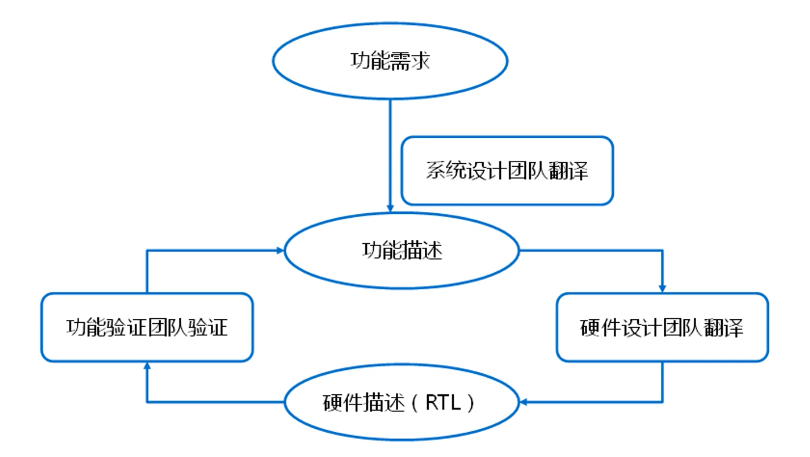 功能需求
系统设计团队翻译
功能描述
功能验证团队验证
硬件设计团队翻译
硬件描述（RTL）